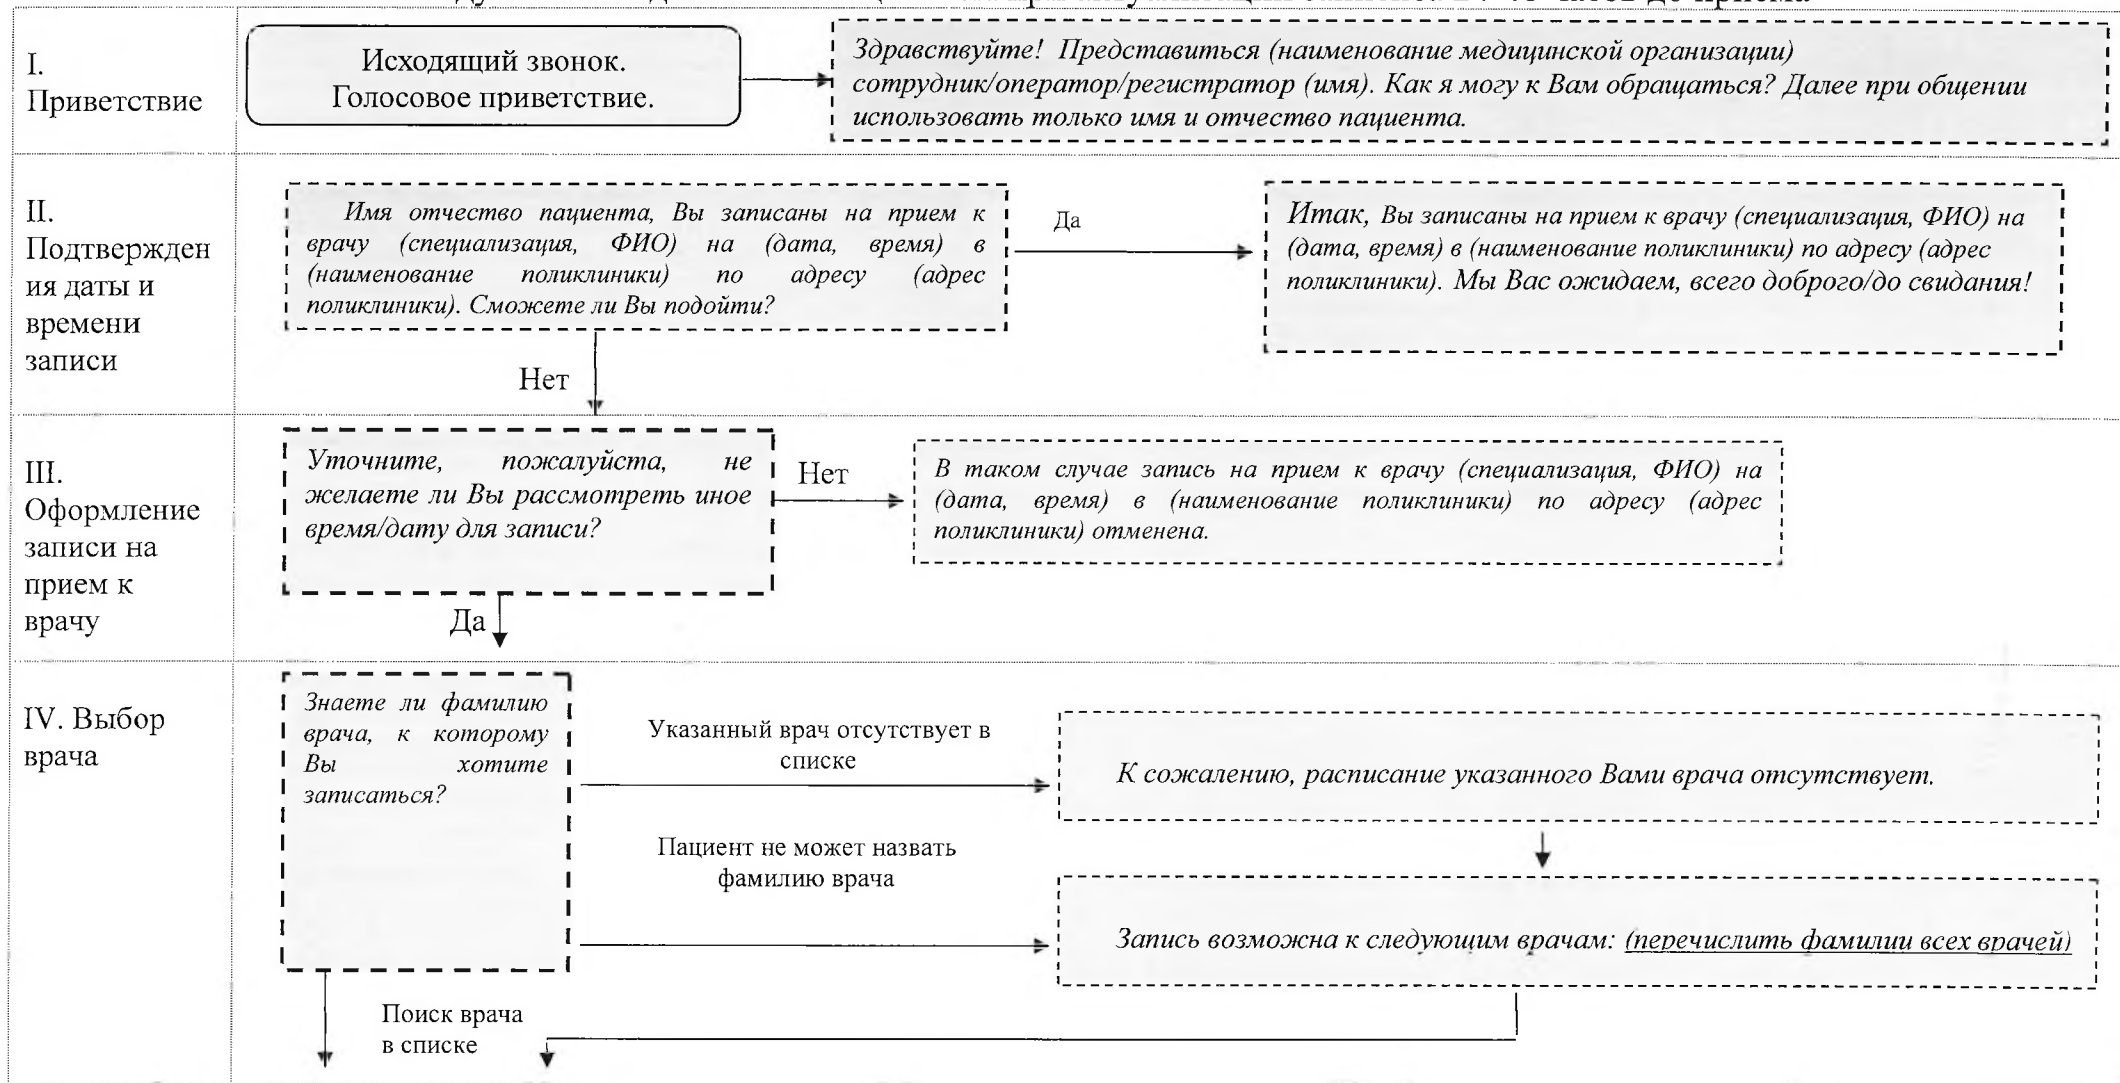 до приема
I.
Приветствие
Исходящий звонок.
Голосовое приветствие.
Здравствуйте! Представиться (наименование медицинской организации)
сотрудник/оператор/регистратор (имя). Как я могу к Вам обращаться? Далее при общении
использовать только имя и отчество пациента.
II.
Подтвержден
ия даты и
времени
записи
Имя отчество пациента, Вы записаны на прием к
врачу (специализация, ФИО) на (дата, время) в
(наименование поликлиники) по адресу (адрес
поликлиники). Сможете ли Вы подойти?
Да
Итак, Вы записаны на прием к врачу (специализация, ФИО) на
(дата, время) в (наименование поликлиники) по адресу (адрес
поликлиники). Мы Вас ожидаем, всего доброго/до свидания!
Нет
III.
Оформление
записи на
прием к
врачу
Уточните, пожалуйста, не
желаете ли Вы рассмотреть иное
время/дату для записи?
Нет
В таком случае запись на прием к врачу (специализация, ФИО) на
(дата, время) в (наименование поликлиники) по адресу (адрес
поликлиники) отменена.
Да
IV. Выбор
врача
Знаете ли фамилию
врача, к которому
Вы хотите
записаться?
Указанный врач отсутствует в
списке
К сожалению, расписание указанного Вами врача отсутствует.
Пациент не может назвать
фамилию врача
Запись возможна к следующим врачам: (перечислить фамилии всех врачей)
Поиск врача
в списке